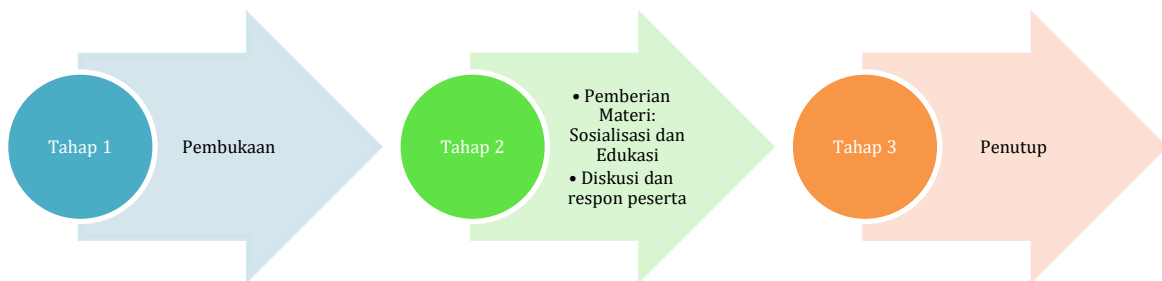 Tahap 1
Pembukaan
Tahap 2
• Pemberian
Materi:
Sosialisasi dan
Edukasi
• Diskusi dan
respon peserta
Tahap 3
Penutup